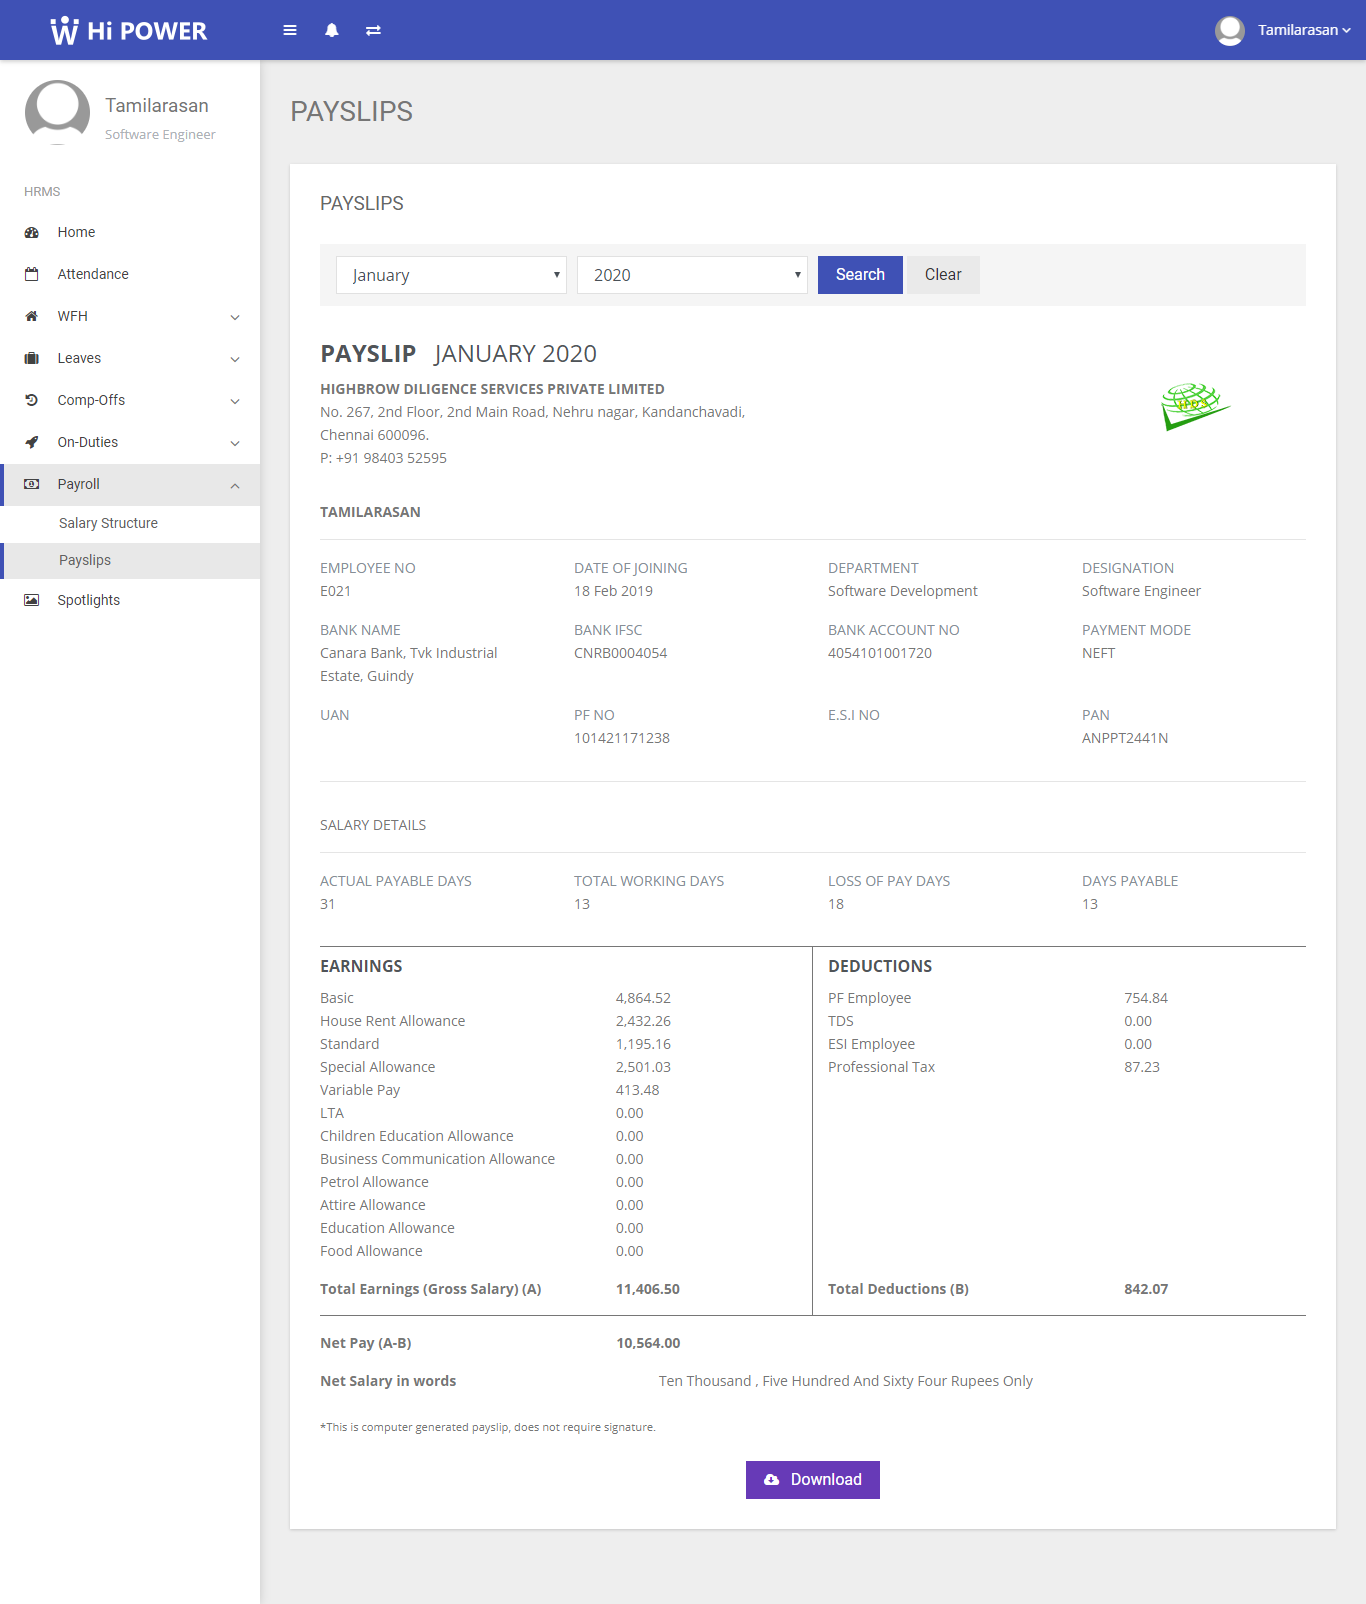 Hi POWER
Tamilarasan
Tamilarasan
Software Engineer
HRMS
Home
Attendance
WFH
Leaves
Comp-Offs
On-Duties
Payroll
Salary Structure
Payslips
Spotlights
PAYSLIPS
PAYSLIPS
January 2020 Search Clear
PAYSLIP JANUARY 2020
HIGHBROW DILIGENCE SERVICES PRIVATE LIMITED
No. 267, 2nd Floor, 2nd Main Road, Nehru nagar, Kandanchavadi,
Chennai 600096.
P: +91 98403 52595
TAMILARASAN
EMPLOYEE NO DATE OF JOINING DEPARTMENT DESIGNATION
E021 18 Feb 2019 Software Development Software Engineer
BANK NAME BANK IFSC BANK ACCOUNT NO PAYMENT MODE
Canara Bank, Tvk Industrial CNRB0004054 4054101001720 NEFT
Estate, Guindy
UAN PF NO E.S.I NO PAN
101421171238 ANPPT2441N
SALARY DETAILS
ACTUAL PAYABLE DAYS TOTAL WORKING DAYS LOSS OF PAY DAYS DAYS PAYABLE
31 13 18 13
EARNINGS DEDUCTIONS
Basic 4,864.52 PF Employee 754.84
House Rent Allowance 2,432.26 TDS 0.00
Standard 1,195.16 ESI Employee 0.00
Special Allowance 2,501.03 Professional Tax 87.23
Variable Pay 413.48
LTA 0.00
Children Education Allowance 0.00
Business Communication Allowance 0.00
Petrol Allowance 0.00
Attire Allowance 0.00
Education Allowance 0.00
Food Allowance 0.00
Total Earnings (Gross Salary) (A) 11,406.50 Total Deductions (B) 842.07
Net Pay (A-B) 10,564.00
Net Salary in words Ten Thousand , Five Hundred And Sixty Four Rupees Only
*This is computer generated payslip, does not require signature.
Download